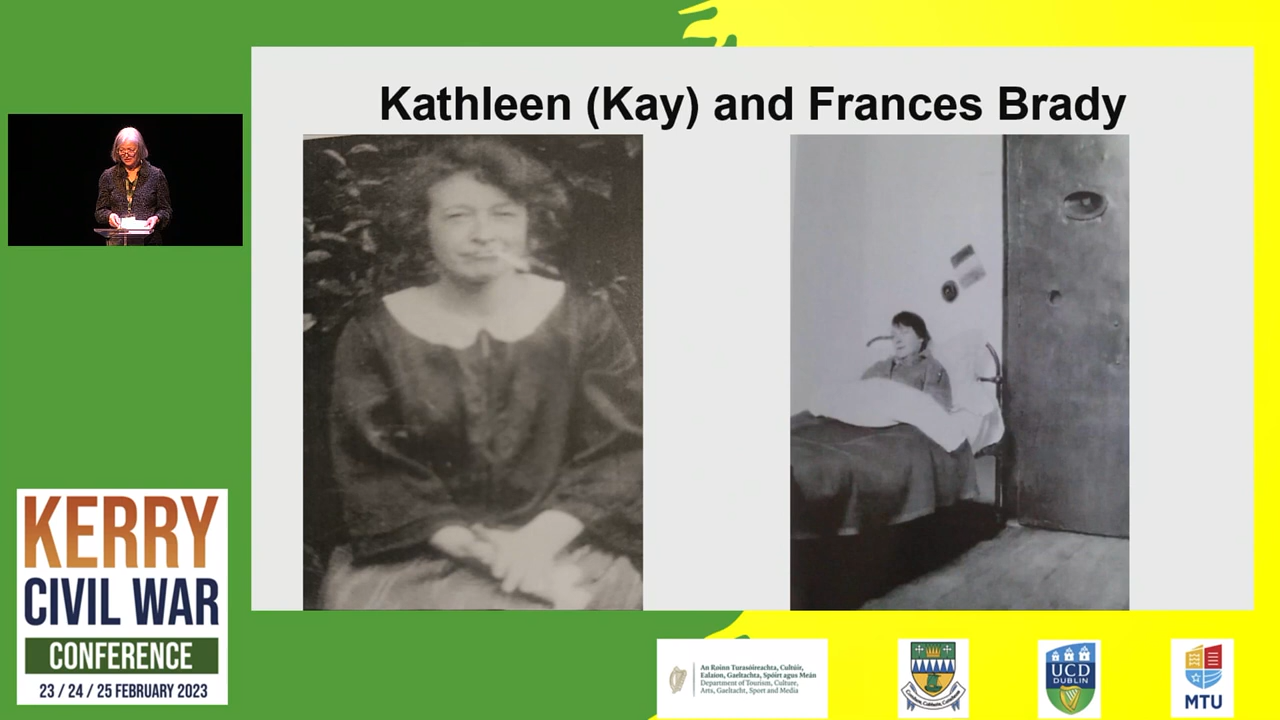 Kathleen (Kay) and Frances Brady
KERRY
CIVIL WAR
CONFERENCE
23 / 24 / 25 FEBRUARY 2023
An Roinn Turasóireachta, Cultúir,
Ealaíon, Gaeltachta, Spóirt agus Meán
Department of Tourism, Culture,
Arts, Gaeltacht, Sport and Media
UCD
DUBLIN
MTU